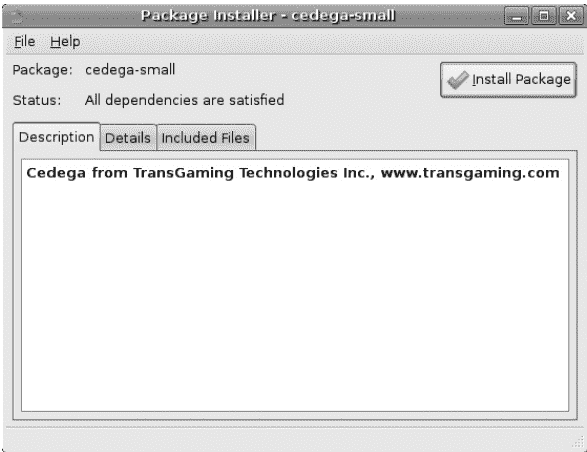 Package Installer - cedega-small
File Help
Package: cedega-small
Install Package
Status: All dependencies are satisfied
Description Details Included Files
Cedega from TransGaming Technologies Inc., www.transgaming.com